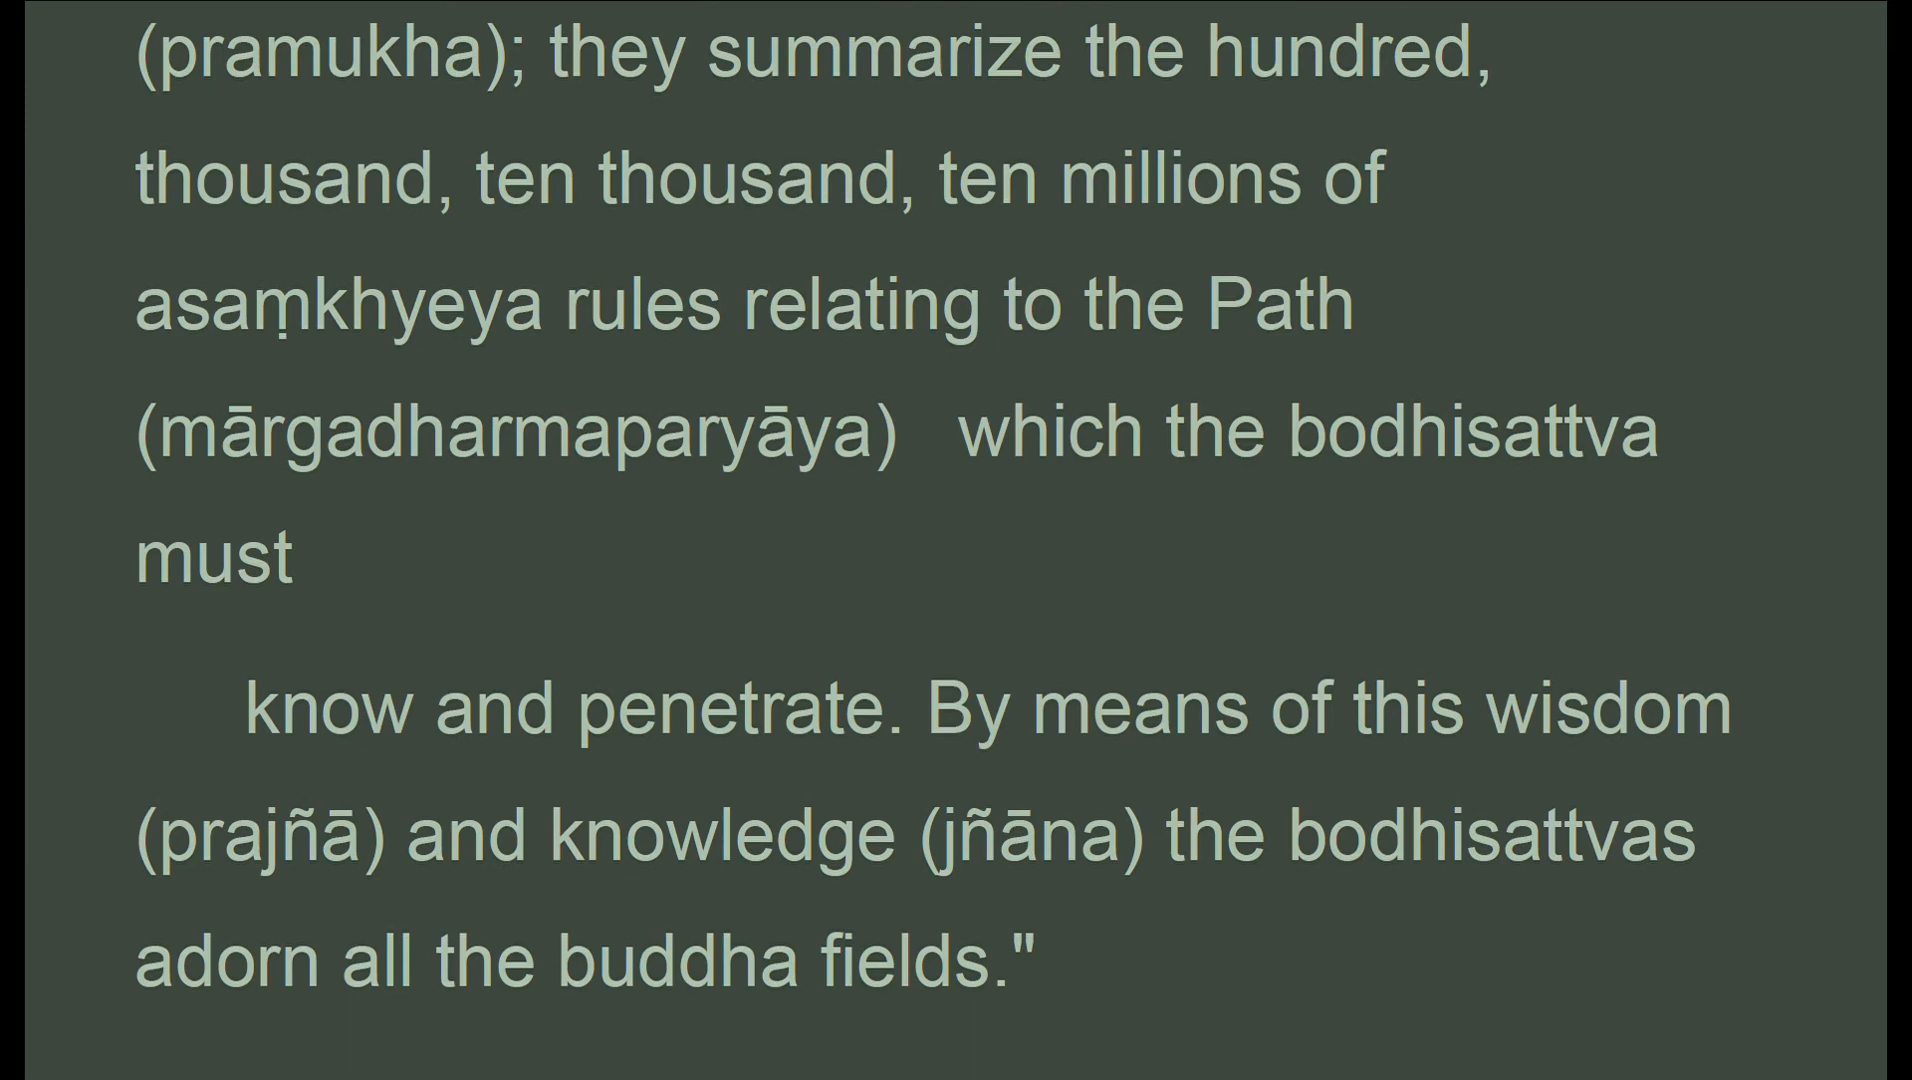 (pramukha); they summarize the hundred,
thousand, ten thousand, ten millions of
asaṃkhyeya rules relating to the Path
(mārgadharmaparyāya) which the bodhisattva
must
know and penetrate. By means of this wisdom
(prajñā) and knowledge (jñāna) the bodhisattvas
adorn all the buddha fields."